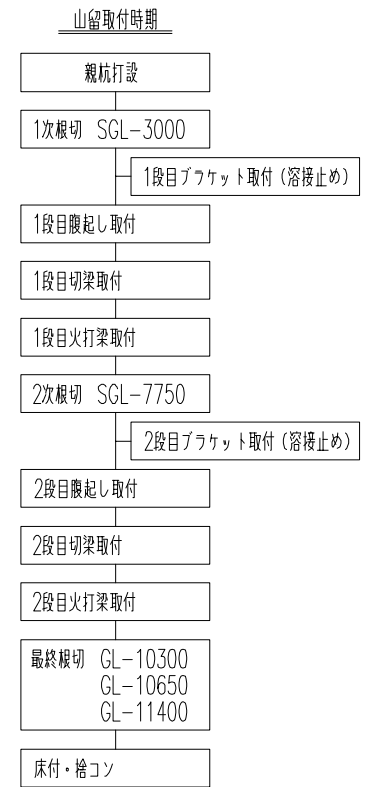 山留取付時期
親杭打設
1次根切 SGL-3000
1段目ブラケット取付(溶接止め)
1段目腹起し取付
1段目切梁取付
1段目火打梁取付
2次根切 SGL-7750
2段目ブラケット取付(溶接止め)
2段目腹起し取付
2段目切梁取付
2段目火打梁取付
最終根切 GL-10300
GL-10650
GL-11400
床付・捨コン